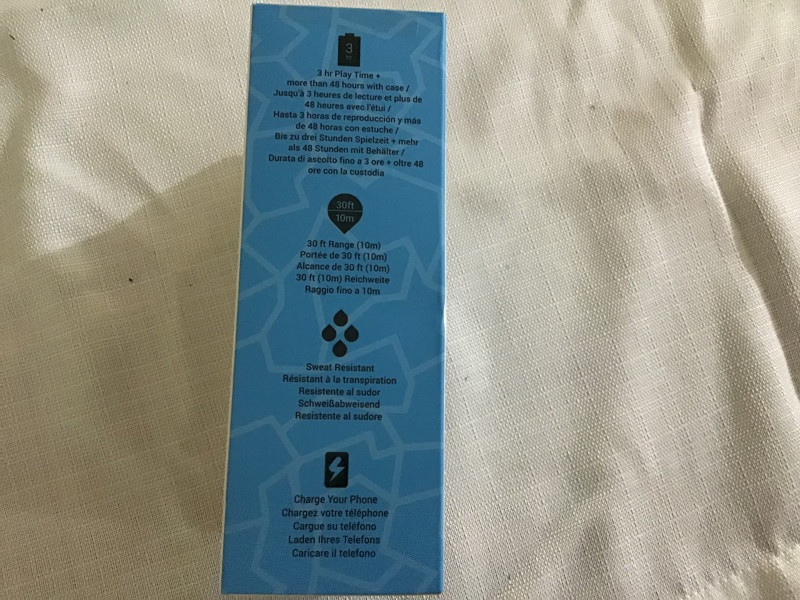 3
hr
3 hr Play Time +
more than 48 hours with case /
Jusqu'à 3 heures de lecture et plus de
48 heures avec l'étui /
Hasta 3 horas de reproducción y más
de 48 horas con estuche /
Bis zu drei Stunden Spielzeit + mehr
als 48 Stunden mit Behälter /
Durata di ascolto fino a 3 ore + oltre 48
ore con la custodia
30ft
10m
30 ft Range (10m)
Portée de 30 ft (10m)
Alcance de 30 ft (10m)
30 ft (10m) Reichweite
Raggio fino a 10m
Sweat Resistant
Résistant à la transpiration
Resistente al sudor
Schweißabweisend
Resistente al sudore
Charge Your Phone
Chargez votre téléphone
Cargue su teléfono
Laden Ihres Telefons
Caricare il telefono